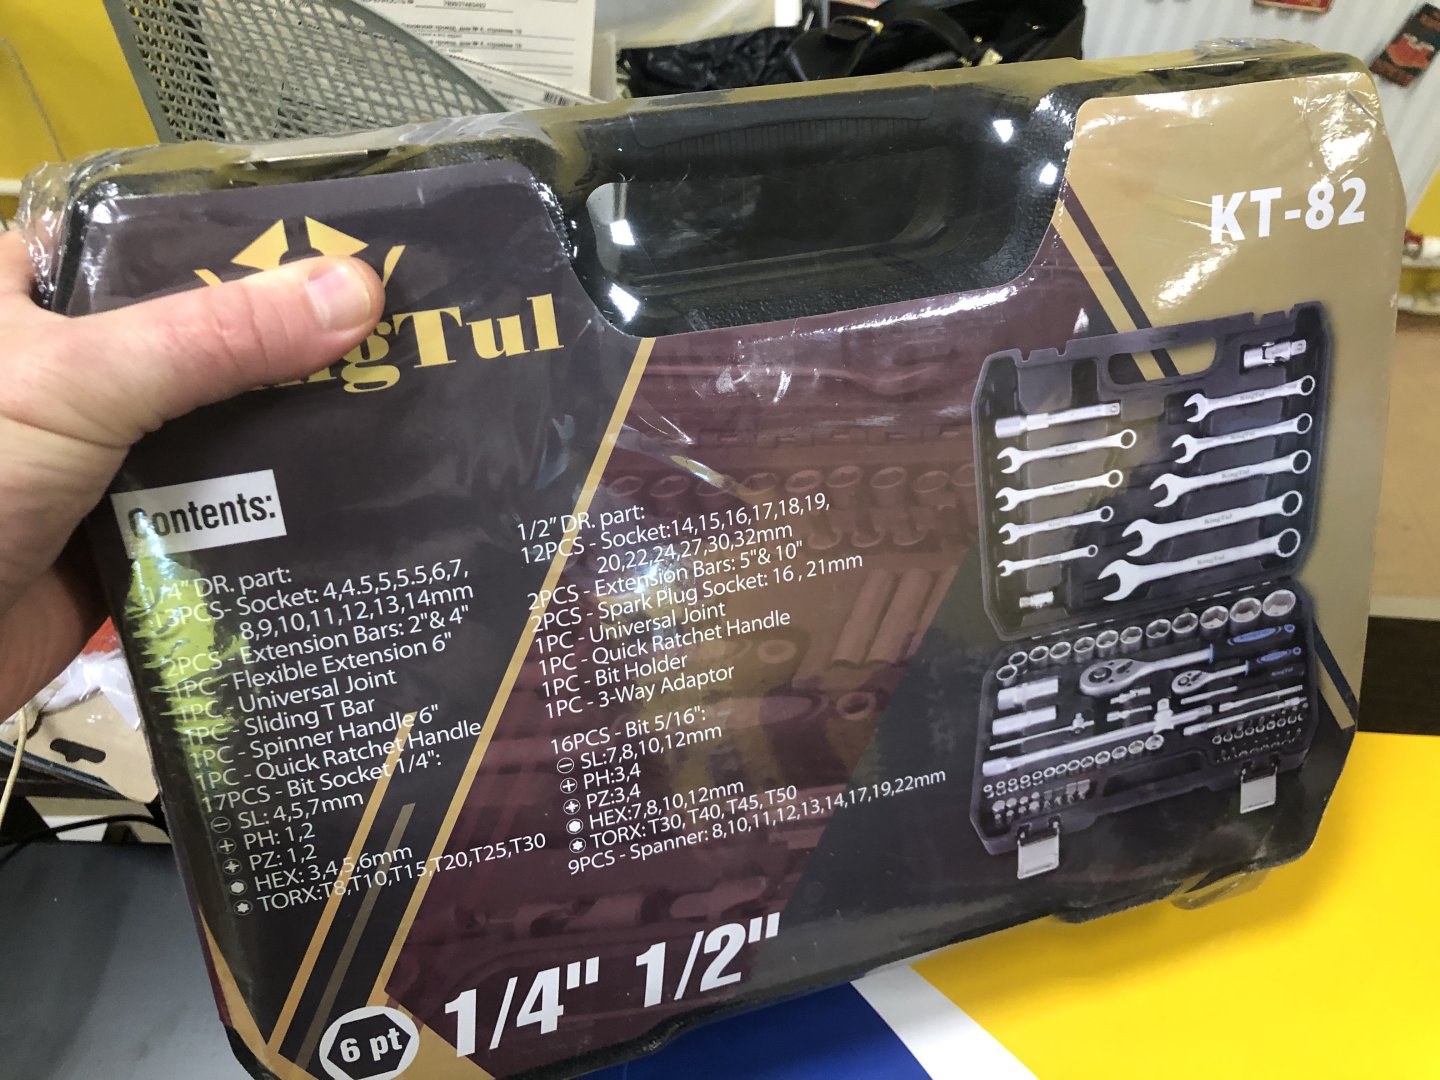 KT-82
Tul
Contents:
1/4" DR. part:
13PCS- Socket: 4,4.5,5,5.5,6,7,
8,9,10,11,12,13,14mm
2PCS - Extension Bars: 2"& 4"
1PC - Flexible Extension 6"
1PC - Universal Joint
1PC - Sliding T Bar
1PC - Spinner Handle 6"
1PC - Quick Ratchet Handle
17PCS - Bit Socket 1/4":
SL: 4,5,7mm
PH: 1,2
PZ: 1,2
HEX: 3,4,5,6mm
TORX:T8,T10,T15,T20,T25,T30
1/2" DR. part:
12PCS - Socket:14,15,16,17,18,19,
20,22,24,27,30,32mm
2PCS - Extension Bars: 5"& 10"
2PCS - Spark Plug Socket: 16 , 21mm
1PC - Universal Joint
1PC - Quick Ratchet Handle
1PC - Bit Holder
1PC - 3-Way Adaptor
16PCS - Bit 5/16":
SL:7,8,10,12mm
PH:3,4
PZ:3,4
HEX:7,8,10,12mm
TORX: T30, T40, T45, T50
9PCS - Spanner: 8,10,11,12,13,14,17,19,22mm
6 pt
1/4" 1/2"